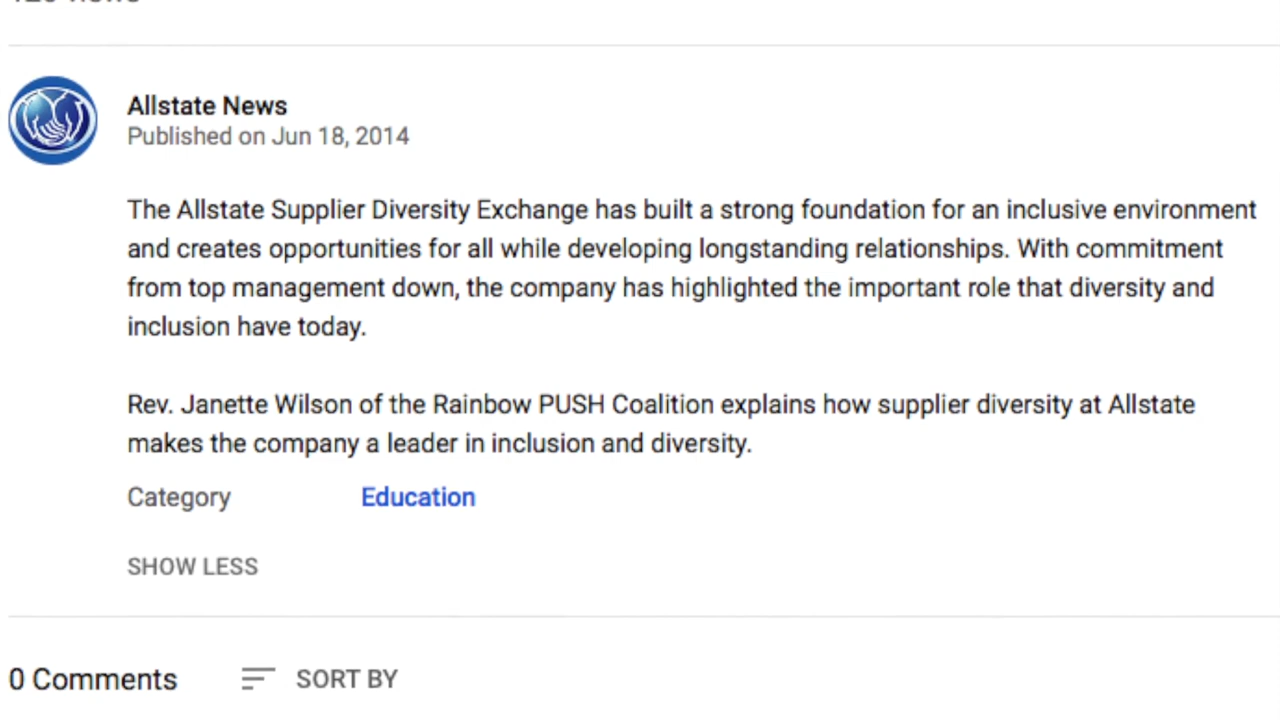 Allstate News
Published on Jun 18, 2014
The Allstate Supplier Diversity Exchange has built a strong foundation for an inclusive environment
and creates opportunities for all while developing longstanding relationships. With commitment
from top management down, the company has highlighted the important role that diversity and
inclusion have today.
Rev. Janette Wilson of the Rainbow PUSH Coalition explains how supplier diversity at Allstate
makes the company a leader in inclusion and diversity.
Category Education
SHOW LESS
0 Comments SORT BY